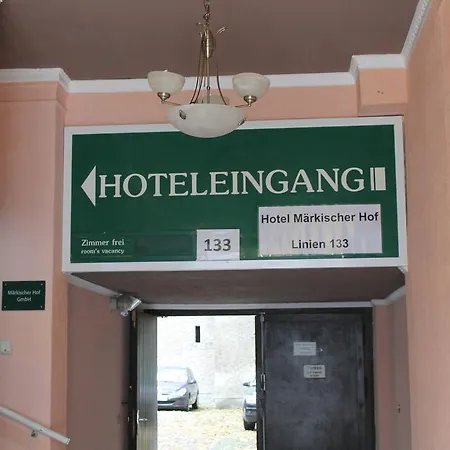 HOTELEINGANG
Hotel Märkischer Hof
Linien 133
Zimmer frei
room's vacancy
133
Märkischer Hof
GmbH